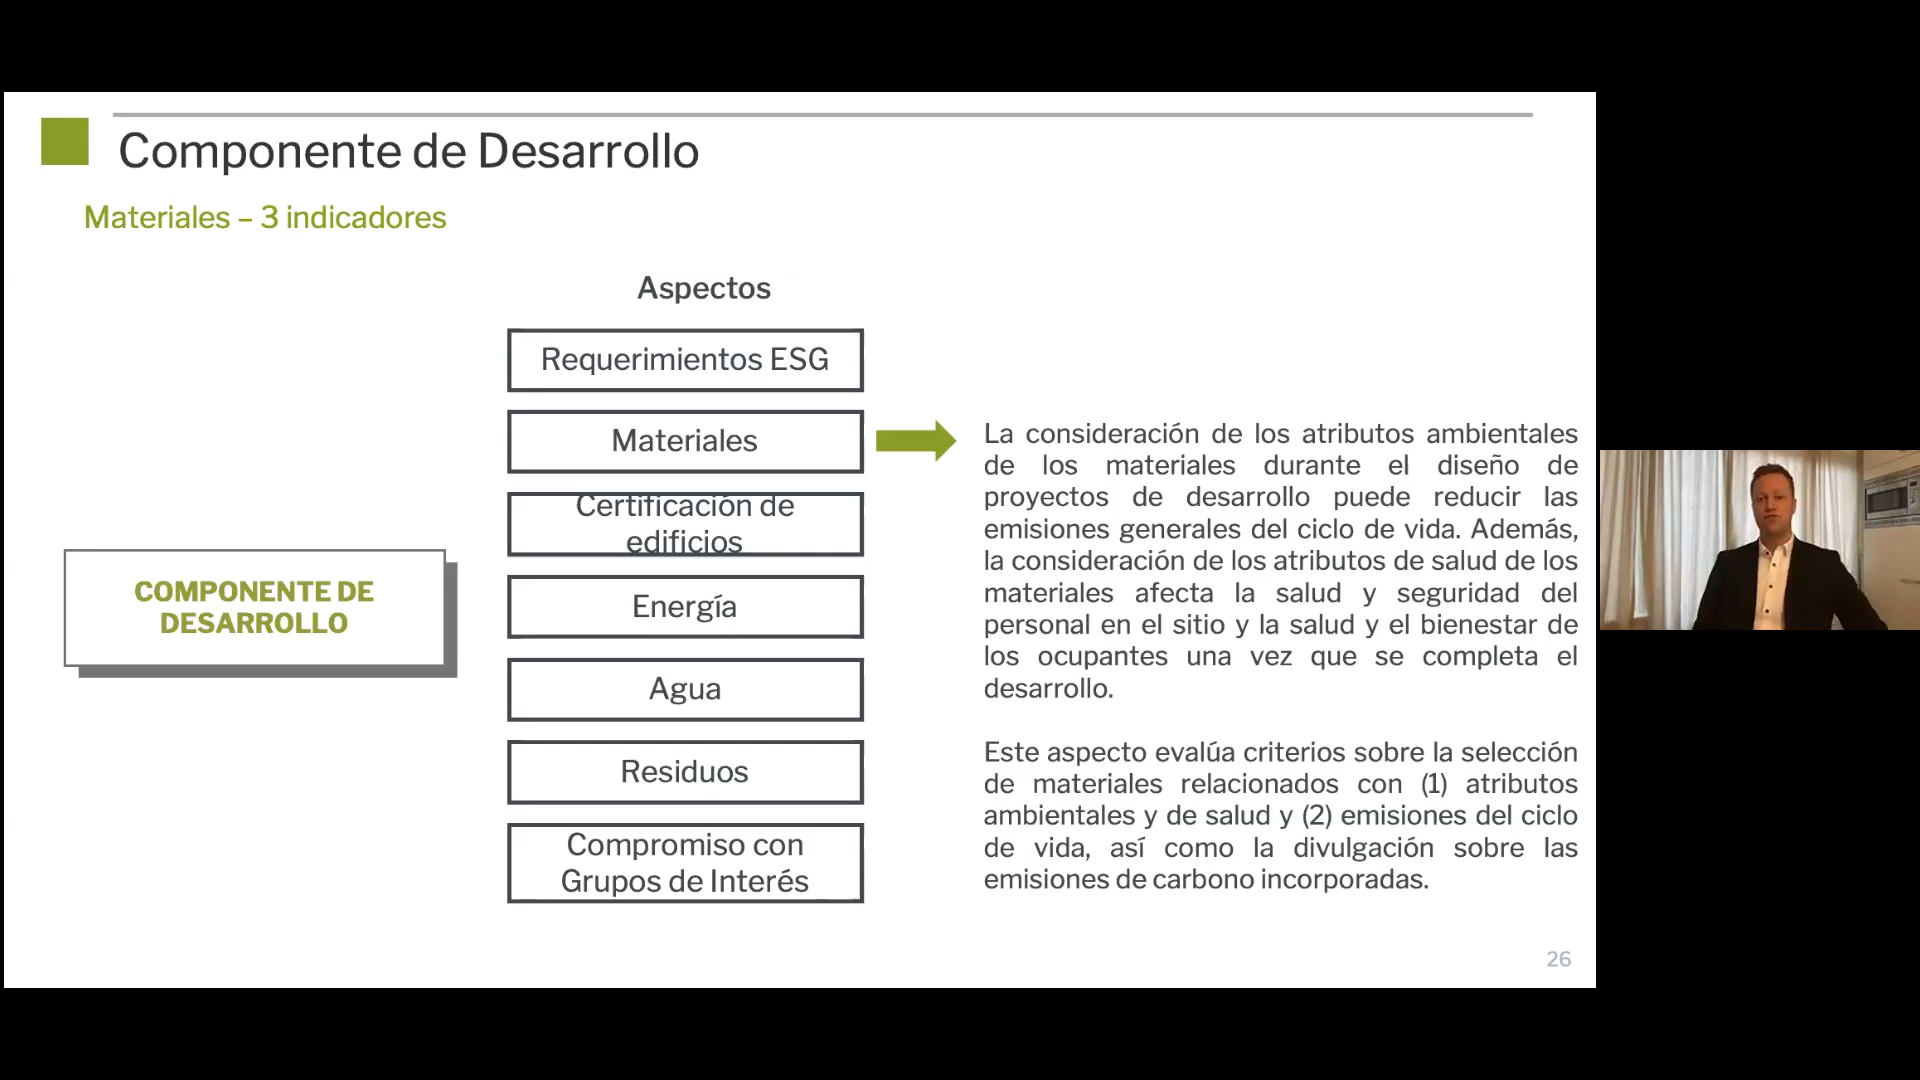 Componente de Desarrollo
Materiales – 3 indicadores
Aspectos
Requerimientos ESG
Materiales
Certificación de
edificios
Energía
Agua
Residuos
Compromiso con
Grupos de Interés
COMPONENTE DE
DESARROLLO
La consideración de los atributos ambientales
de los materiales durante el diseño de
proyectos de desarrollo puede reducir las
emisiones generales del ciclo de vida. Además,
la consideración de los atributos de salud de los
materiales afecta la salud y seguridad del
personal en el sitio y la salud y el bienestar de
los ocupantes una vez que se completa el
desarrollo.
Este aspecto evalúa criterios sobre la selección
de materiales relacionados con (1) atributos
ambientales y de salud y (2) emisiones del ciclo
de vida, así como la divulgación sobre las
emisiones de carbono incorporadas.
26